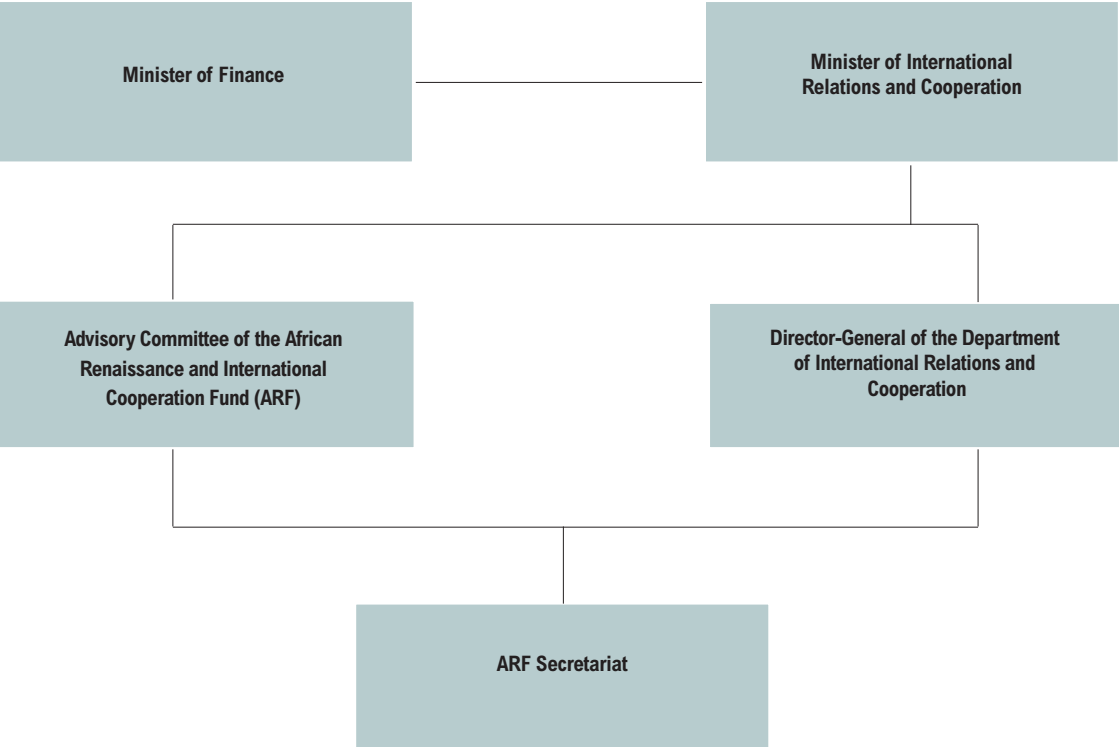 Minister of Finance
Minister of International
Relations and Cooperation
Advisory Committee of the African
Renaissance and International
Cooperation Fund (ARF)
Director-General of the Department
of International Relations and
Cooperation
ARF Secretariat